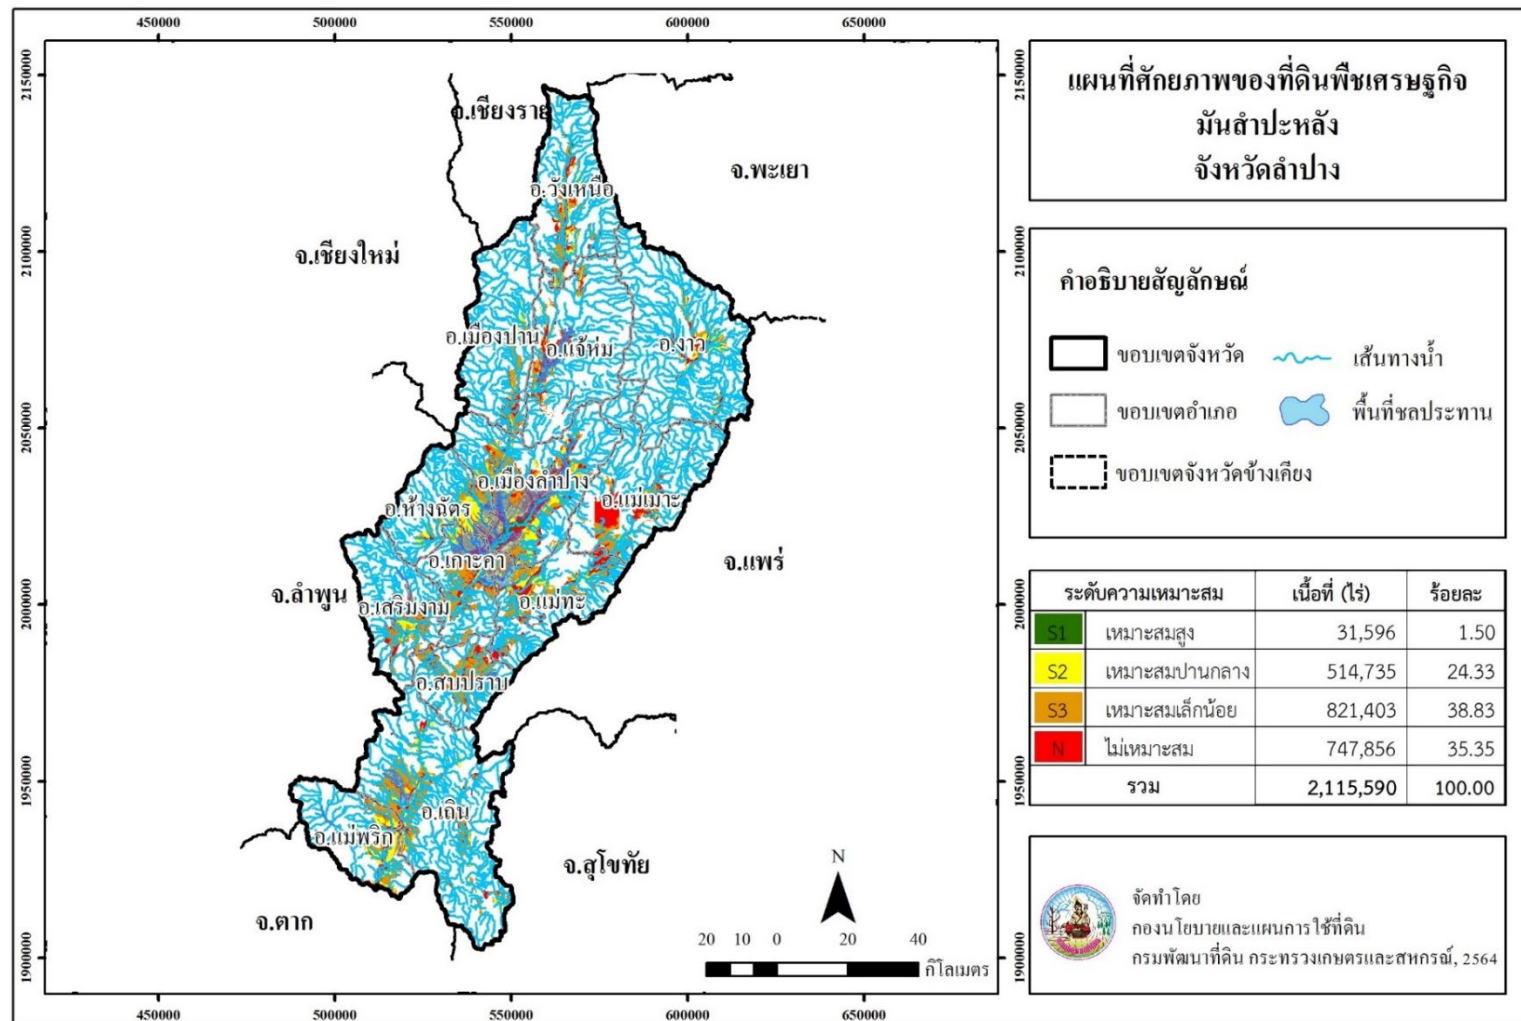 450000 500000 550000 600000 650000
2150000
2100000
2050000
2000000
1950000
1900000
จ.เชียงราย
จ.พะเยา
อ.วังเหนือ
จ.เชียงใหม่
อ.เมืองปาน
อ.แจ้ห่ม
อ.งาว
อ.เมืองลำปาง
อ.แม่เมาะ
อ.ห้างฉัตร
อ.เกาะคา
จ.แพร่
จ.ลำพูน
อ.เสริมงาม
อ.แม่ทะ
อ.สบปราบ
อ.เถิน
อ.แม่พริก
จ.สุโขทัย
จ.ตาก
N
20 10 0 20 40
กิโลเมตร
450000 500000 550000 600000 650000
แผนที่ศักยภาพของที่ดินพืชเศรษฐกิจ
มันสำปะหลัง
จังหวัดลำปาง
2150000
2100000
2050000
2000000
1950000
1900000
คำอธิบายสัญลักษณ์
ขอบเขตจังหวัด เส้นทางน้ำ
ขอบเขตอำเภอ พื้นที่ชลประทาน
ขอบเขตจังหวัดข้างเคียง
ระดับความเหมาะสม เนื้อที่ (ไร่) ร้อยละ
S1 เหมาะสมสูง 31,596 1.50
S2 เหมาะสมปานกลาง 514,735 24.33
S3 เหมาะสมเล็กน้อย 821,403 38.83
N ไม่เหมาะสม 747,856 35.35
รวม 2,115,590 100.00
จัดทำโดย
กองนโยบายและแผนการใช้ที่ดิน
กรมพัฒนาที่ดิน กระทรวงเกษตรและสหกรณ์, 2564